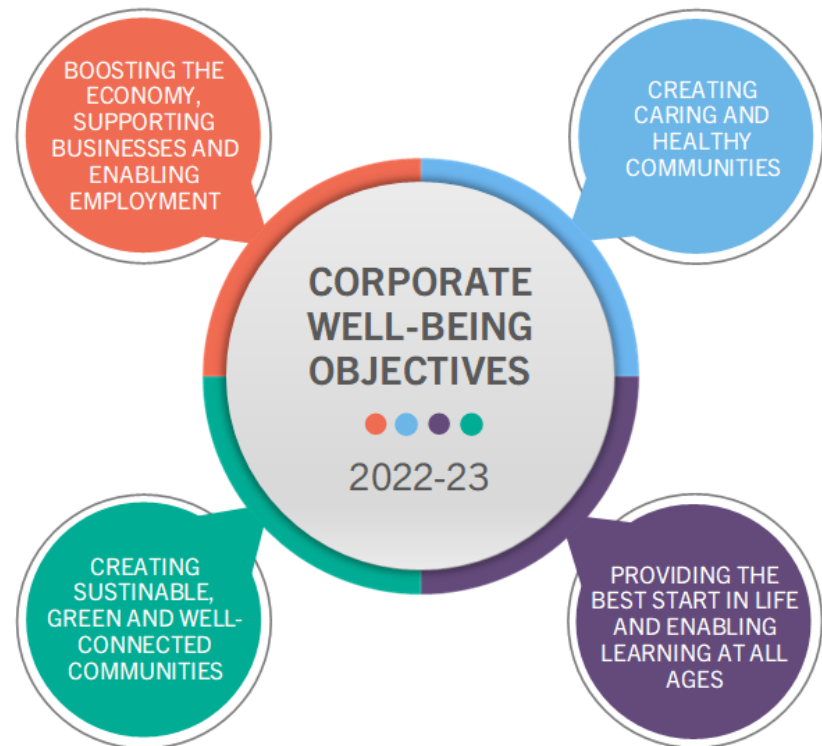 BOOSTING THE
ECONOMY,
SUPPORTING
BUSINESSES AND
ENABLING
EMPLOYMENT
CREATING
CARING AND
HEALTHY
COMMUNITIES
CORPORATE
WELL-BEING
OBJECTIVES
2022-23
CREATING
SUSTINABLE,
GREEN AND WELL-
CONNECTED
COMMUNITIES
PROVIDING THE
BEST START IN LIFE
AND ENABLING
LEARNING AT ALL
AGES